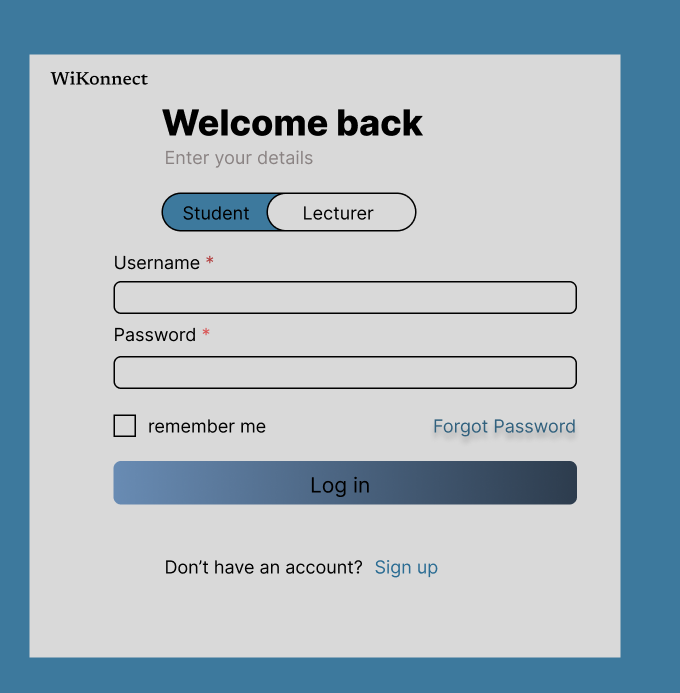 WiKonnect
Welcome back
Enter your details
Student Lecturer
Username *
Password *
remember me Forgot Password
Log in
Don’t have an account? Sign up